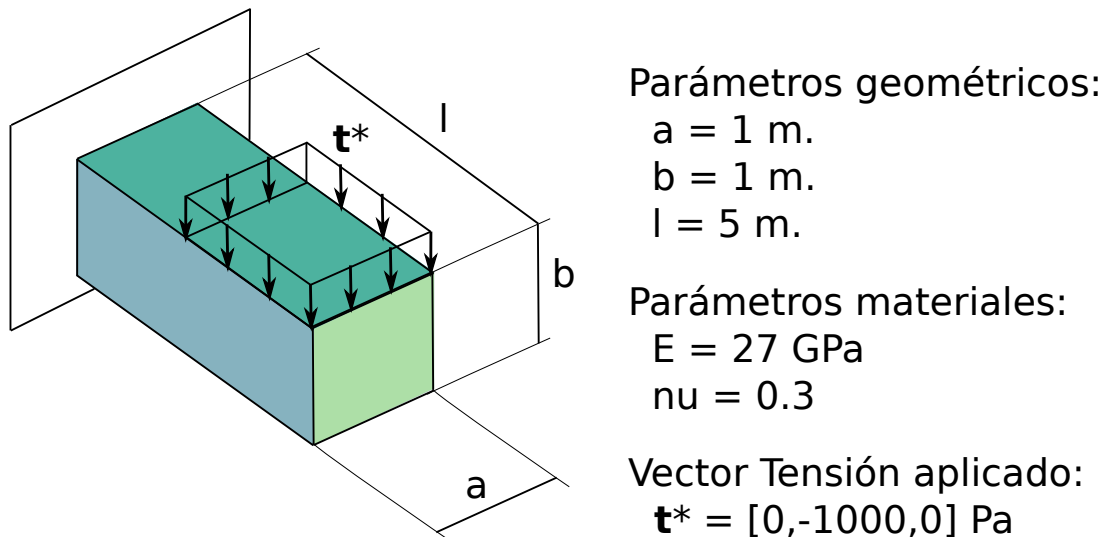 l
t*
b
a
Parámetros geométricos:
a = 1 m.
b = 1 m.
l = 5 m.
Parámetros materiales:
E = 27 GPa
nu = 0.3
Vector Tensión aplicado:
t* = [0,-1000,0] Pa